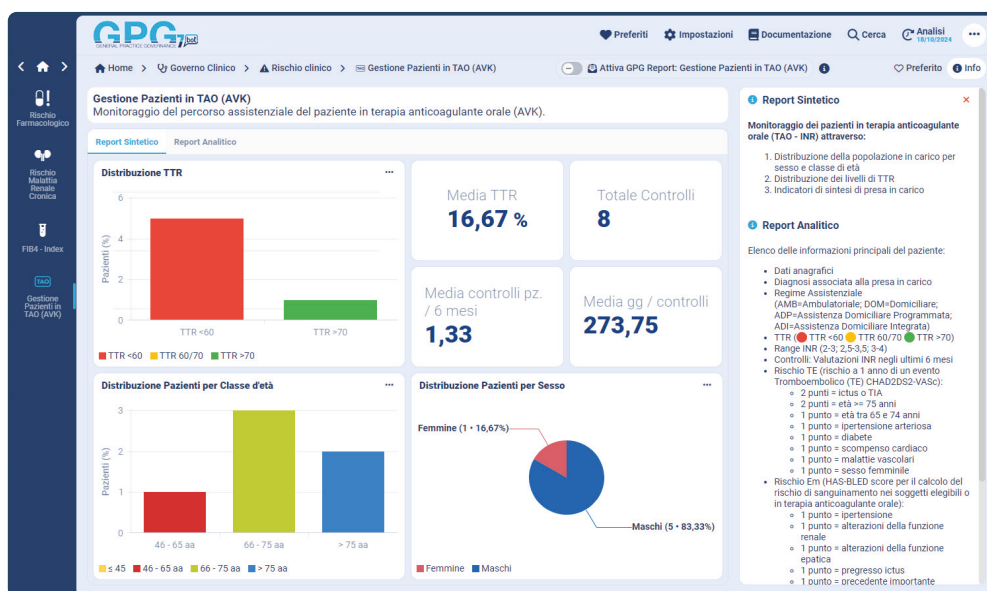 GPG 7 bot
GENERAL PRACTICE GOVERNANCE
Preferiti
Impostazioni
Documentazione
Cerca
Analisi
10/10/2024
Home > Governo Clinico > Rischio clinico > Gestione Pazienti in TAO (AVK)
Attiva GPG Report: Gestione Pazienti in TAO (AVK)
Preferito
Info
Rischio
Farmacologico
Rischio
Malattia
Renale
Cronica
FIB4 - Index
TAO
Gestione
Pazienti in
TAO (AVK)
Gestione Pazienti in TAO (AVK)
Monitoraggio del percorso assistenziale del paziente in terapia anticoagulante orale (AVK).
Report Sintetico
Report Analitico
Distribuzione TTR
Pazienti (%)
6
4
2
0
TTR <60
TTR >70
TTR <60
TTR 60/70
TTR >70
Media TTR
16,67 %
Totale Controlli
8
Media controlli pz.
/ 6 mesi
1,33
Media gg / controlli
273,75
Distribuzione Pazienti per Classe d'età
Pazienti (%)
3
2
1
0
46 - 65 aa
66 - 75 aa
> 75 aa
≤ 45
46 - 65 aa
66 - 75 aa
> 75 aa
Distribuzione Pazienti per Sesso
Femmine (1 • 16,67%)
Maschi (5 • 83,33%)
Femmine
Maschi
Report Sintetico
Monitoraggio dei pazienti in terapia anticoagulante
orale (TAO - INR) attraverso:
1. Distribuzione della popolazione in carico per
sesso e classe di età
2. Distribuzione dei livelli di TTR
3. Indicatori di sintesi di presa in carico
Report Analitico
Elenco delle informazioni principali del paziente:
• Dati anagrafici
• Diagnosi associata alla presa in carico
• Regime Assistenziale
(AMB=Ambulatoriale; DOM=Domiciliare;
ADP=Assistenza Domiciliare Programmata;
ADI=Assistenza Domiciliare Integrata)
• TTR (TTR <60 TTR 60/70 TTR >70)
• Range INR (2-3; 2,5-3,5; 3-4)
• Controlli: Valutazioni INR negli ultimi 6 mesi
• Rischio TE (rischio a 1 anno di un evento
Tromboembolico (TE) CHAD2DS2-VASc):
◦ 2 punti = ictus o TIA
◦ 2 punti = età >= 75 anni
◦ 1 punto = età tra 65 e 74 anni
◦ 1 punto = ipertensione arteriosa
◦ 1 punto = diabete
◦ 1 punto = scompenso cardiaco
◦ 1 punto = malattie vascolari
◦ 1 punto = sesso femminile
• Rischio Em (HAS-BLED score per il calcolo del
rischio di sanguinamento nei soggetti elegibili o
in terapia anticoagulante orale):
◦ 1 punto = ipertensione
◦ 1 punto = alterazioni della funzione
renale
◦ 1 punto = alterazioni della funzione
epatica
◦ 1 punto = pregresso ictus
◦ 1 punto = precedente importante